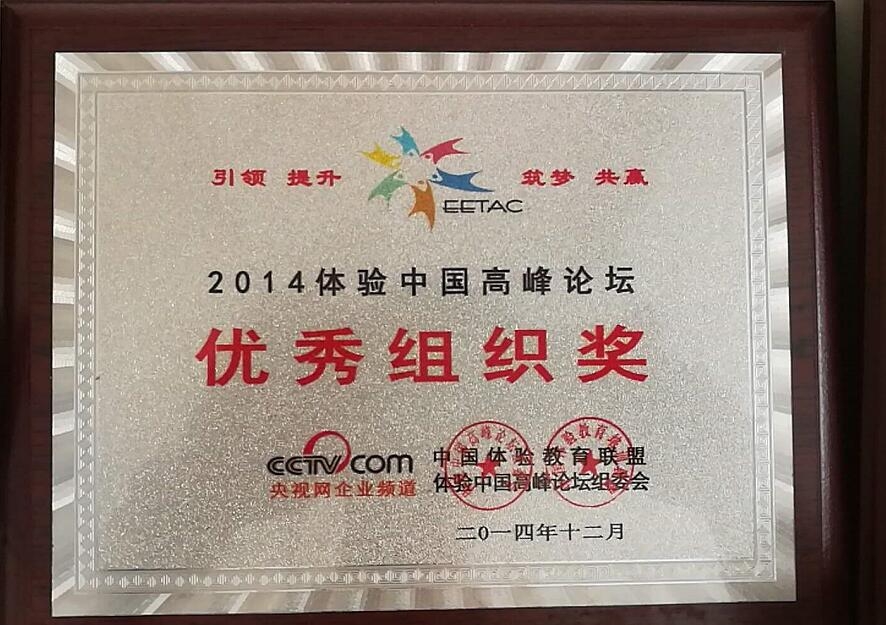 引领 提升 筑梦 共赢
EETAC
2014体验中国高峰论坛
优秀组织奖
CCTV.com
央视网企业频道
中国体验教育联盟
体验中国高峰论坛组委会
二0一四年十二月